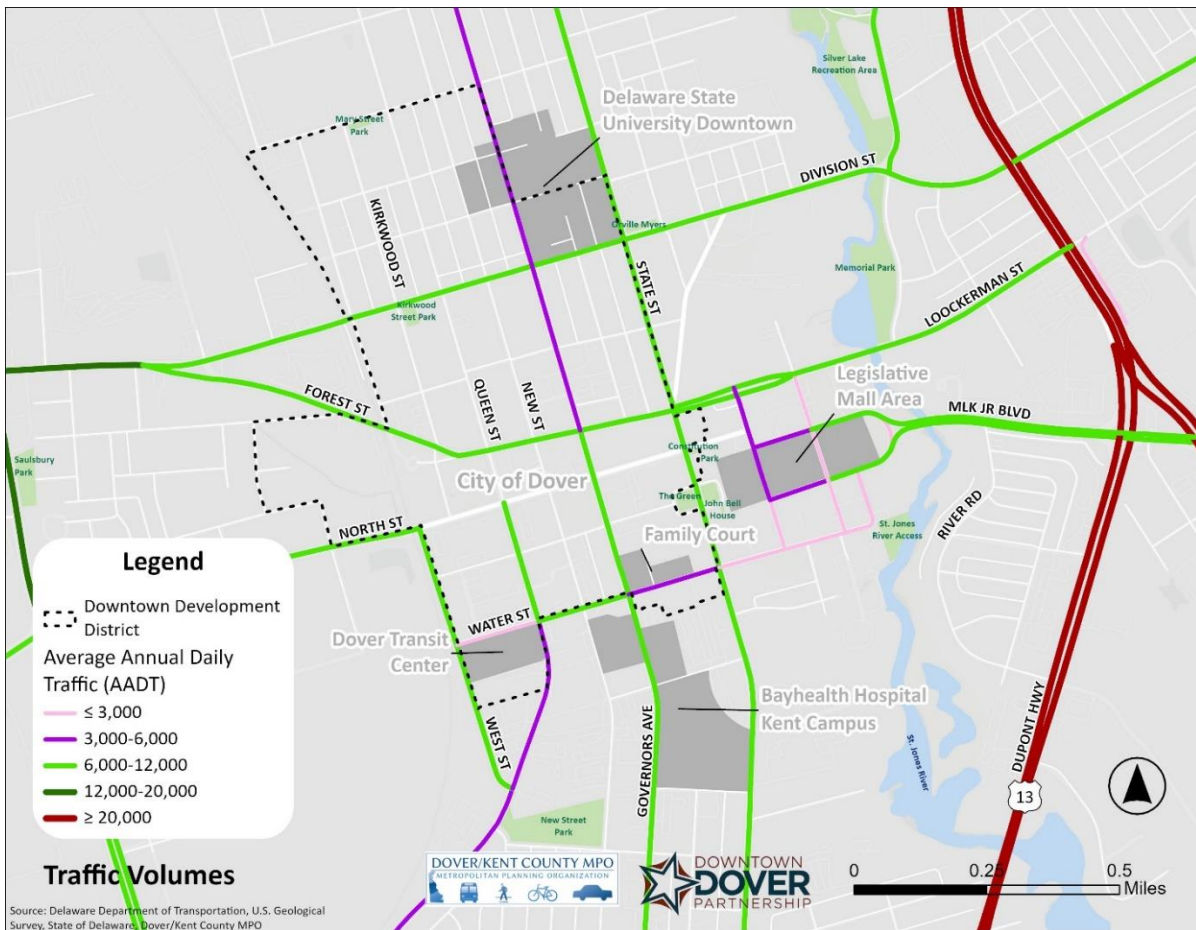 Silver Lake
Recreation Area
Delaware State
University Downtown
Mary Street
Park
DIVISION ST
KIRKWOOD ST
Orville Myers
Memorial Park
STATE ST
LOOCKERMAN ST
Kirkwood
Street Park
Legislative
Mall Area
FOREST ST
QUEEN ST
NEW ST
MLK JR BLVD
Constitution
Park
Saulsbury
Park
City of Dover
The Green
John Bell
House
St. Jones
River Access
RIVER RD
NORTH ST
Family Court
WATER ST
Dover Transit
Center
WEST ST
GOVERNORS AVE
Bayhealth Hospital
Kent Campus
DUPONT HWY
St. Jones River
13
New Street
Park
Legend
Downtown Development
District
Average Annual Daily
Traffic (AADT)
≤ 3,000
3,000-6,000
6,000-12,000
12,000-20,000
≥ 20,000
Traffic Volumes
Source: Delaware Department of Transportation, U.S. Geological
Survey, State of Delaware, Dover/Kent County MPO
DOVER/KENT COUNTY MPO
METROPOLITAN PLANNING ORGANIZATION
DOWNTOWN
DOVER
PARTNERSHIP
0 0.25 0.5
Miles